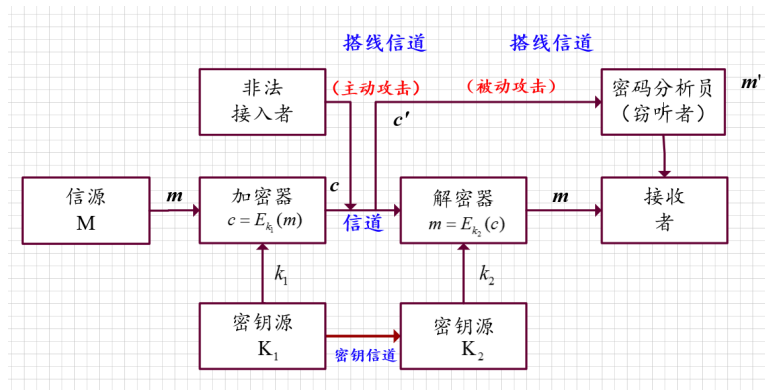 搭线信道
搭线信道
非法
接入者
(主动攻击)
(被动攻击)
密码分析员
(窃听者)
m'
c'
信源
M
m
加密器
c = E_{k_1}(m)
c
信道
解密器
m = E_{k_2}(c)
m
接收
者
k_1
k_2
密钥源
K_1
密钥信道
密钥源
K_2